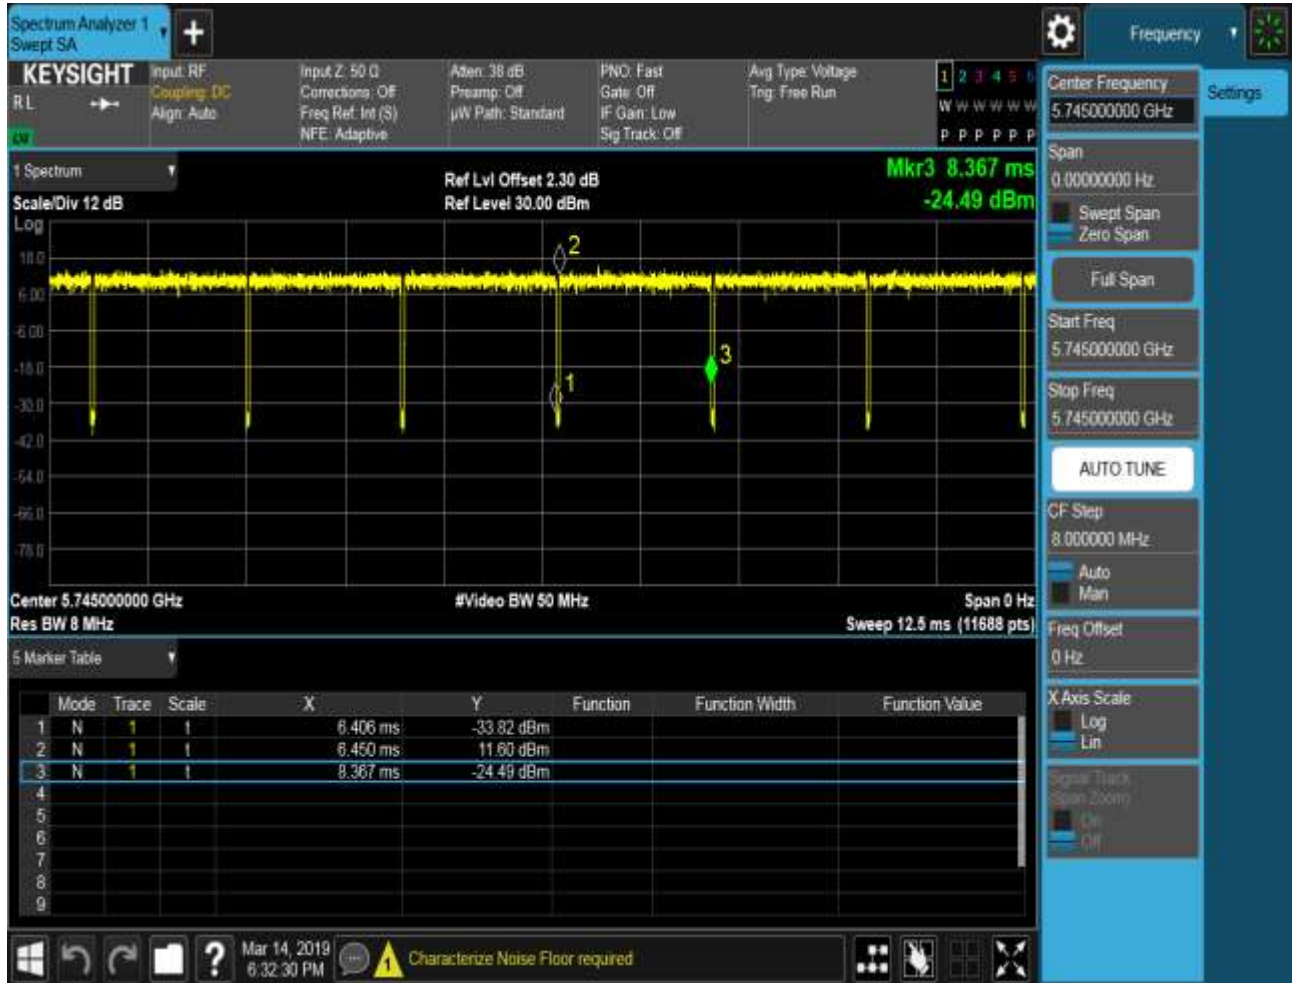 Spectrum Analyzer 1
Swept SA
Frequency
KEYSIGHT
RL
Input: RF
Coupling: DC
Align: Auto
Input Z: 50 Ω
Corrections: Off
Freq Ref: Int (S)
NFE: Adaptive
Atten: 38 dB
Preamp: Off
µW Path: Standard
PNO: Fast
Gate: Off
IF Gain: Low
Sig Track: Off
Avg Type: Voltage
Trig: Free Run
1 2 3 4 5 6
W W W W W W
P P P P P P
1 Spectrum
Scale/Div 12 dB
Log
Ref Lvl Offset 2.30 dB
Ref Level 30.00 dBm
Mkr3 8.367 ms
-24.49 dBm
18.0
6.00
-6.00
-18.0
-30.0
-42.0
-54.0
-66.0
-78.0
2
3
1
Center 5.745000000 GHz
#Video BW 50 MHz
Span 0 Hz
Res BW 8 MHz
Sweep 12.5 ms (11688 pts)
5 Marker Table
Mode Trace Scale X Y Function Function Width Function Value
1 N 1 t 6.406 ms -33.82 dBm
2 N 1 t 6.450 ms 11.60 dBm
3 N 1 t 8.367 ms -24.49 dBm
4
5
6
7
8
9
Mar 14, 2019
6:32:30 PM
1
Characterize Noise Floor required
?
Settings
Center Frequency
5.745000000 GHz
Span
0.00000000 Hz
Swept Span
Zero Span
Full Span
Start Freq
5.745000000 GHz
Stop Freq
5.745000000 GHz
AUTO TUNE
CF Step
8.000000 MHz
Auto
Man
Freq Offset
0 Hz
X Axis Scale
Log
Lin
Signal Track
(Span Zoom)
On
Off